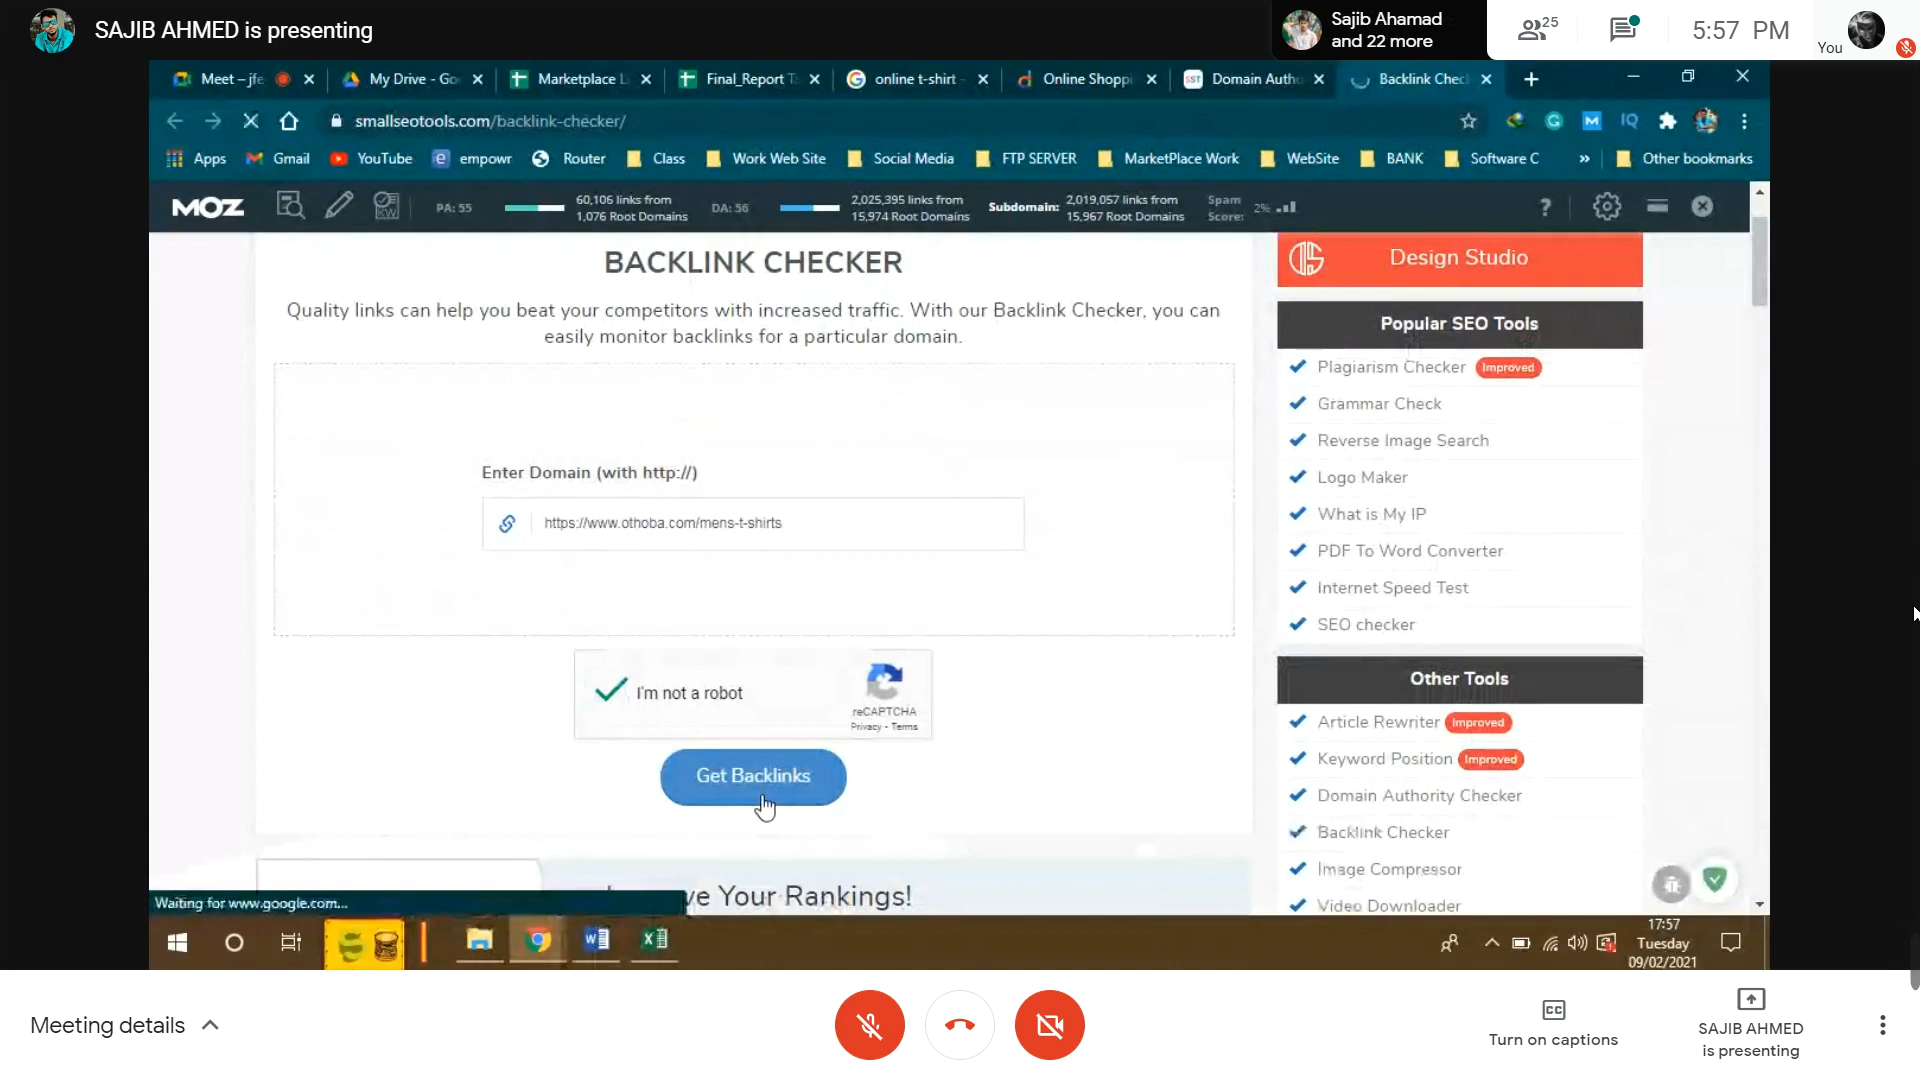 SAJIB AHMED is presenting
Sajib Ahamad
and 22 more
25
5:57 PM
You
Meet – jfe
My Drive - Go
Marketplace L
Final_Report T
online t-shirt
Online Shoppi
SST Domain Autho
Backlink Chec
smallseotools.com/backlink-checker/
IQ
Apps
Gmail
YouTube
empowr
Router
Class
Work Web Site
Social Media
FTP SERVER
MarketPlace Work
WebSite
BANK
Software C
»
Other bookmarks
MOZ
KW
PA: 55
60,106 links from
1,076 Root Domains
DA: 56
2,025,395 links from
15,974 Root Domains
Subdomain:
2,019,057 links from
15,967 Root Domains
Spam
Score:
2%
?
BACKLINK CHECKER
Quality links can help you beat your competitors with increased traffic. With our Backlink Checker, you can
easily monitor backlinks for a particular domain.
Enter Domain (with http://)
https://www.othoba.com/mens-t-shirts
I'm not a robot
reCAPTCHA
Privacy - Terms
Get Backlinks
ve Your Rankings!
Design Studio
Popular SEO Tools
Plagiarism Checker Improved
Grammar Check
Reverse Image Search
Logo Maker
What is My IP
PDF To Word Converter
Internet Speed Test
SEO checker
Other Tools
Article Rewriter Improved
Keyword Position Improved
Domain Authority Checker
Backlink Checker
Image Compressor
Video Downloader
Waiting for www.google.com...
17:57
Tuesday
09/02/2021
Meeting details
CC
Turn on captions
SAJIB AHMED
is presenting